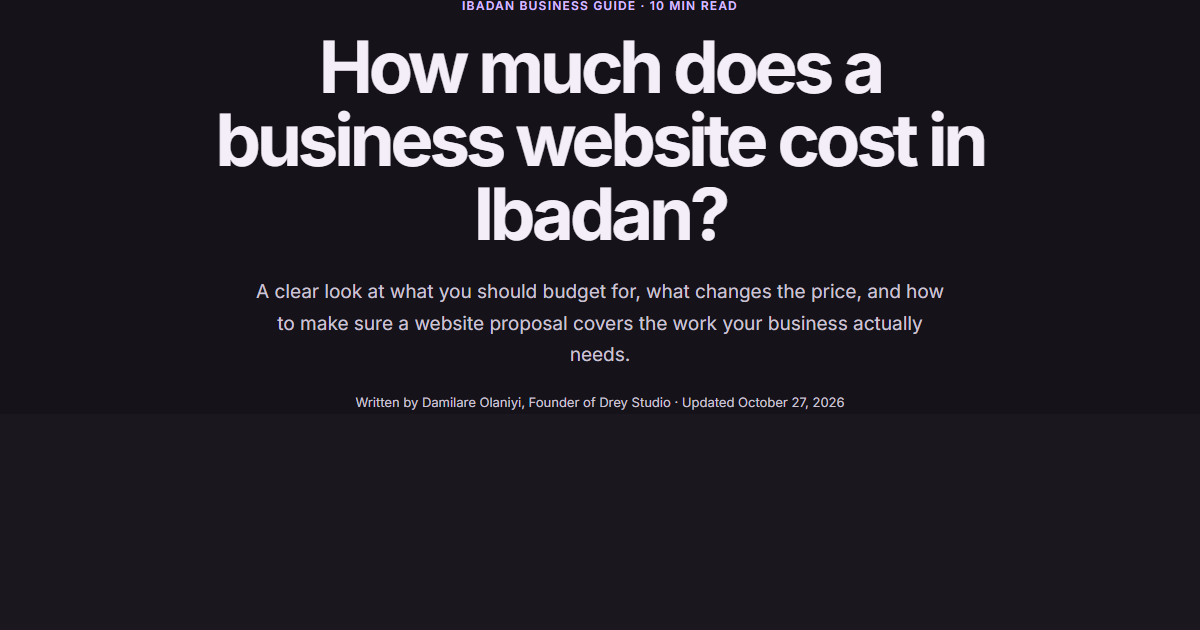 IBADAN BUSINESS GUIDE · 10 MIN READ
How much does a
business website cost in
Ibadan?
A clear look at what you should budget for, what changes the price, and how
to make sure a website proposal covers the work your business actually
needs.
Written by Damilare Olaniyi, Founder of Drey Studio · Updated October 27, 2026